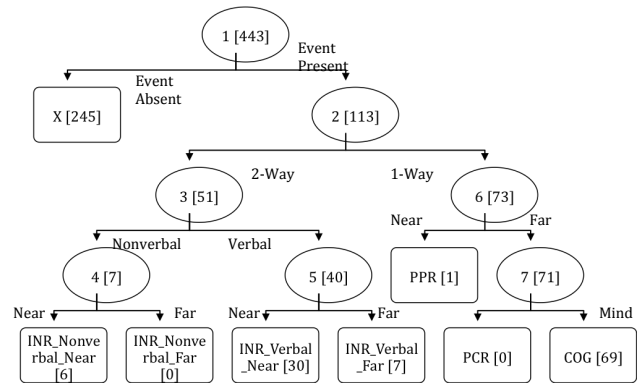 1 [443]
Event
Present
Event
Absent
X [245]
2 [113]
2-Way
1-Way
3 [51]
6 [73]
Near
Far
Nonverbal
Verbal
4 [7]
5 [40]
PPR [1]
7 [71]
Near
Far
Near
Far
Mind
INR_Nonve
rbal_Near
[6]
INR_Nonve
rbal_Far
[0]
INR_Verbal
_Near [30]
INR_Verbal
_Far [7]
PCR [0]
COG [69]